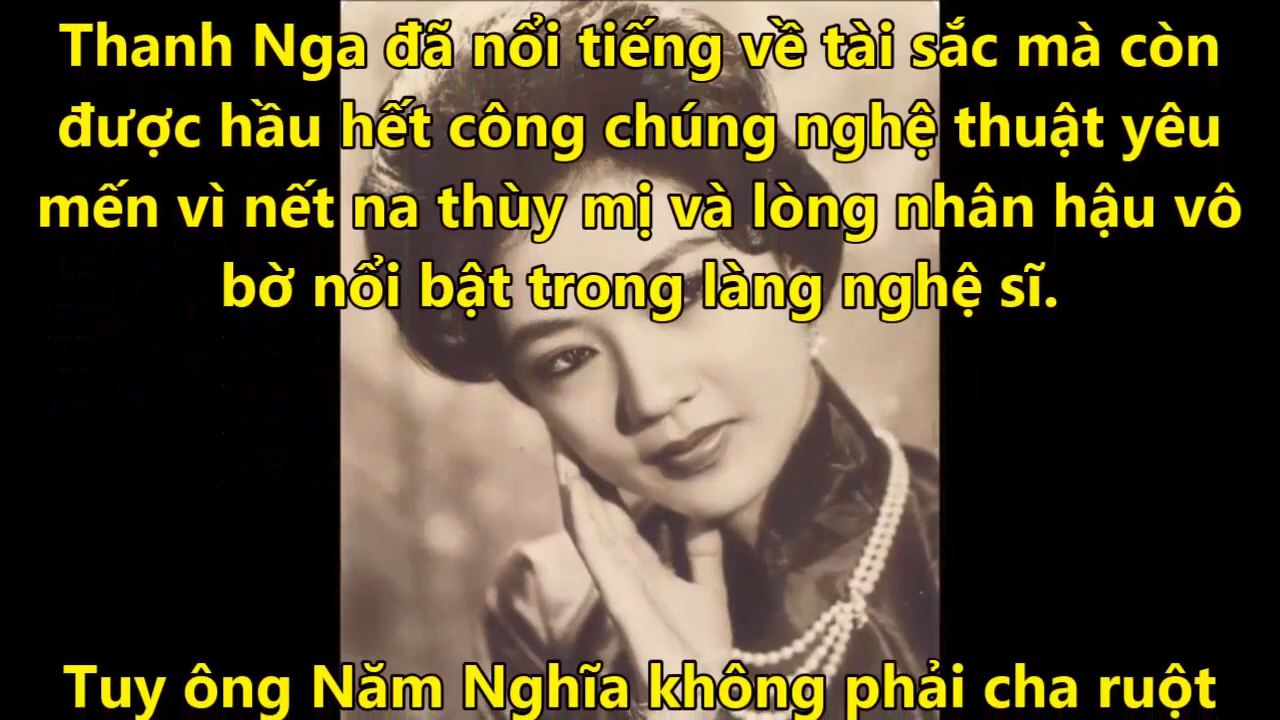 Thanh Nga đã nổi tiếng về tài sắc mà còn
được hầu hết công chúng nghệ thuật yêu
mến vì nết na thùy mị và lòng nhân hậu vô
bờ nổi bật trong làng nghệ sĩ.
Tuy ông Năm Nghĩa không phải cha ruột